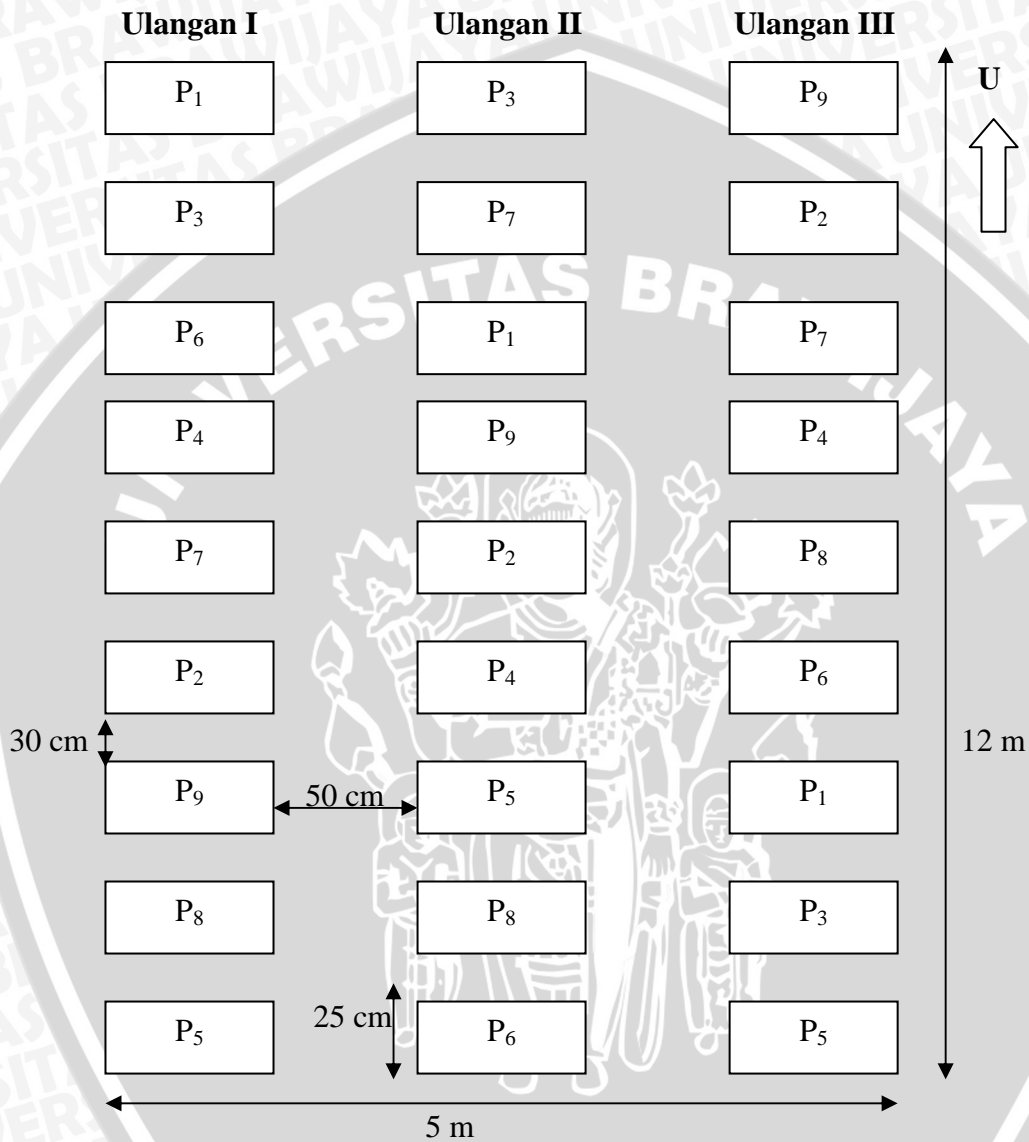 Ulangan I Ulangan II Ulangan III
U
P₁ P₃ P₉
P₃ P₇ P₂
P₆ P₁ P₇
P₄ P₉ P₄
P₇ P₂ P₈
P₂ P₄ P₆
30 cm 12 m
P₉ 50 cm P₅ P₁
P₈ P₈ P₃
25 cm
P₅ P₆ P₅
5 m
UNIVERSITAS BRAWIJAYA